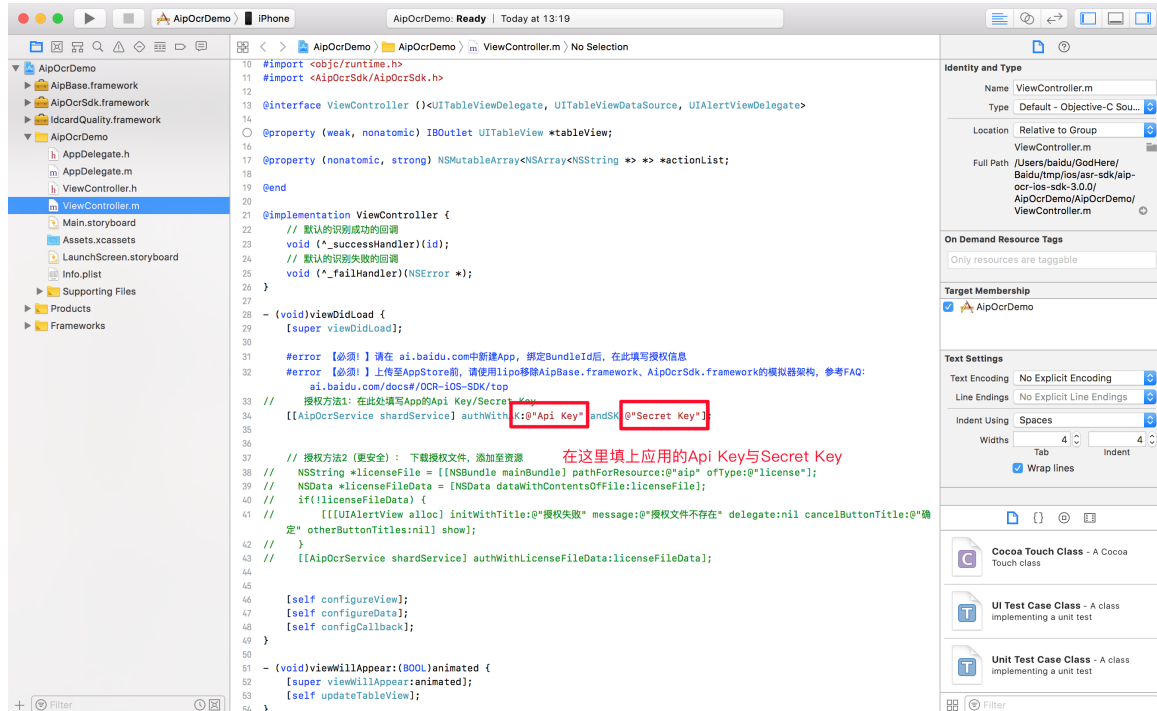 AipOcrDemo 〉 iPhone
AipOcrDemo: Ready | Today at 13:19
AipOcrDemo 〉 AipOcrDemo 〉 m ViewController.m 〉 No Selection
AipOcrDemo
AipBase.framework
AipOcrSdk.framework
IdcardQuality.framework
AipOcrDemo
h AppDelegate.h
m AppDelegate.m
h ViewController.h
m ViewController.m
Main.storyboard
Assets.xcassets
LaunchScreen.storyboard
Info.plist
Supporting Files
Products
Frameworks
Filter
10 #import <objc/runtime.h>
11 #import <AipOcrSdk/AipOcrSdk.h>
12
13 @interface ViewController ()<UITableViewDelegate, UITableViewDataSource, UIAlertViewDelegate>
14
@property (weak, nonatomic) IBOutlet UITableView *tableView;
16
17 @property (nonatomic, strong) NSMutableArray<NSArray<NSString *> *> *actionList;
18
19 @end
20
21 @implementation ViewController {
22 // 默认的识别成功的回调
23 void (^_successHandler)(id);
24 // 默认的识别失败的回调
25 void (^_failHandler)(NSError *);
26 }
27
28 - (void)viewDidLoad {
29 [super viewDidLoad];
30
31 #error 【必须！】请在 ai.baidu.com中新建App, 绑定BundleId后，在此填写授权信息
32 #error 【必须！】上传至AppStore前，请使用lipo移除AipBase.framework、AipOcrSdk.framework的模拟器架构，参考FAQ：
ai.baidu.com/docs#/OCR-iOS-SDK/top
33 // 授权方法1：在此处填写App的Api Key/Secret Key
34 [[AipOcrService shardService] authWithAK:@"Api Key" andSK:@"Secret Key"];
35
36
37 // 授权方法2（更安全）： 下载授权文件，添加至资源
在这里填上应用的Api Key与Secret Key
38 // NSString *licenseFile = [[NSBundle mainBundle] pathForResource:@"aip" ofType:@"license"];
39 // NSData *licenseFileData = [NSData dataWithContentsOfFile:licenseFile];
40 // if(!licenseFileData) {
41 // [[[UIAlertView alloc] initWithTitle:@"授权失败" message:@"授权文件不存在" delegate:nil cancelButtonTitle:@"确
定" otherButtonTitles:nil] show];
42 // }
43 // [[AipOcrService shardService] authWithLicenseFileData:licenseFileData];
44
45
46 [self configureView];
47 [self configureData];
48 [self configCallback];
49 }
50
51 - (void)viewWillAppear:(BOOL)animated {
52 [super viewWillAppear:animated];
53 [self updateTableView];
54 }
Identity and Type
Name ViewController.m
Type Default - Objective-C Sou...
Location Relative to Group
ViewController.m
Full Path /Users/baidu/GodHere/
Baidu/tmp/ios/asr-sdk/aip-
ocr-ios-sdk-3.0.0/
AipOcrDemo/AipOcrDemo/
ViewController.m
On Demand Resource Tags
Only resources are taggable
Target Membership
AipOcrDemo
Text Settings
Text Encoding No Explicit Encoding
Line Endings No Explicit Line Endings
Indent Using Spaces
Widths 4 4
Tab Indent
Wrap lines
C Cocoa Touch Class - A Cocoa
Touch class
T UI Test Case Class - A class
implementing a unit test
T Unit Test Case Class - A class
implementing a unit test
Filter